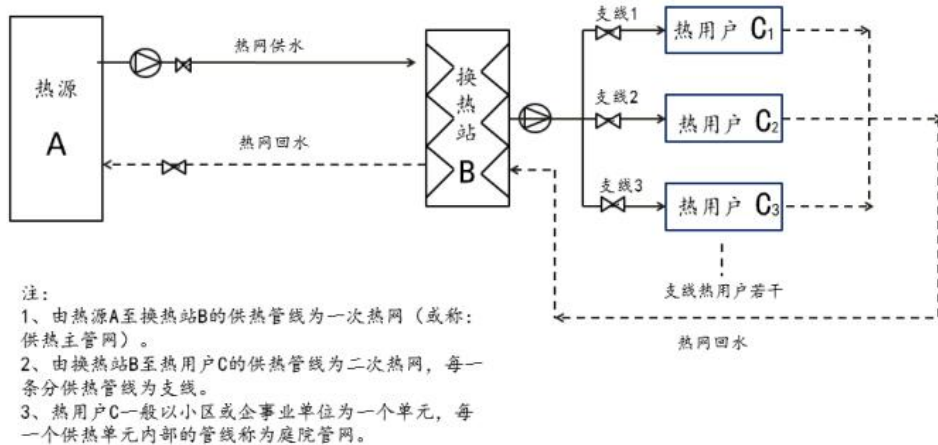 支线1
热用户 C1
热网供水
热源
A
换热站
B
支线2
热用户 C2
热网回水
支线3
热用户 C3
支线热用户若干
热网回水
注：
1、由热源A至换热站B的供热管线为一次热网（或称：
供热主管网）。
2、由换热站B至热用户C的供热管线为二次热网，每一
条分供热管线为支线。
3、热用户C一般以小区或企事业单位为一个单元，每
一个供热单元内部的管线称为庭院管网。